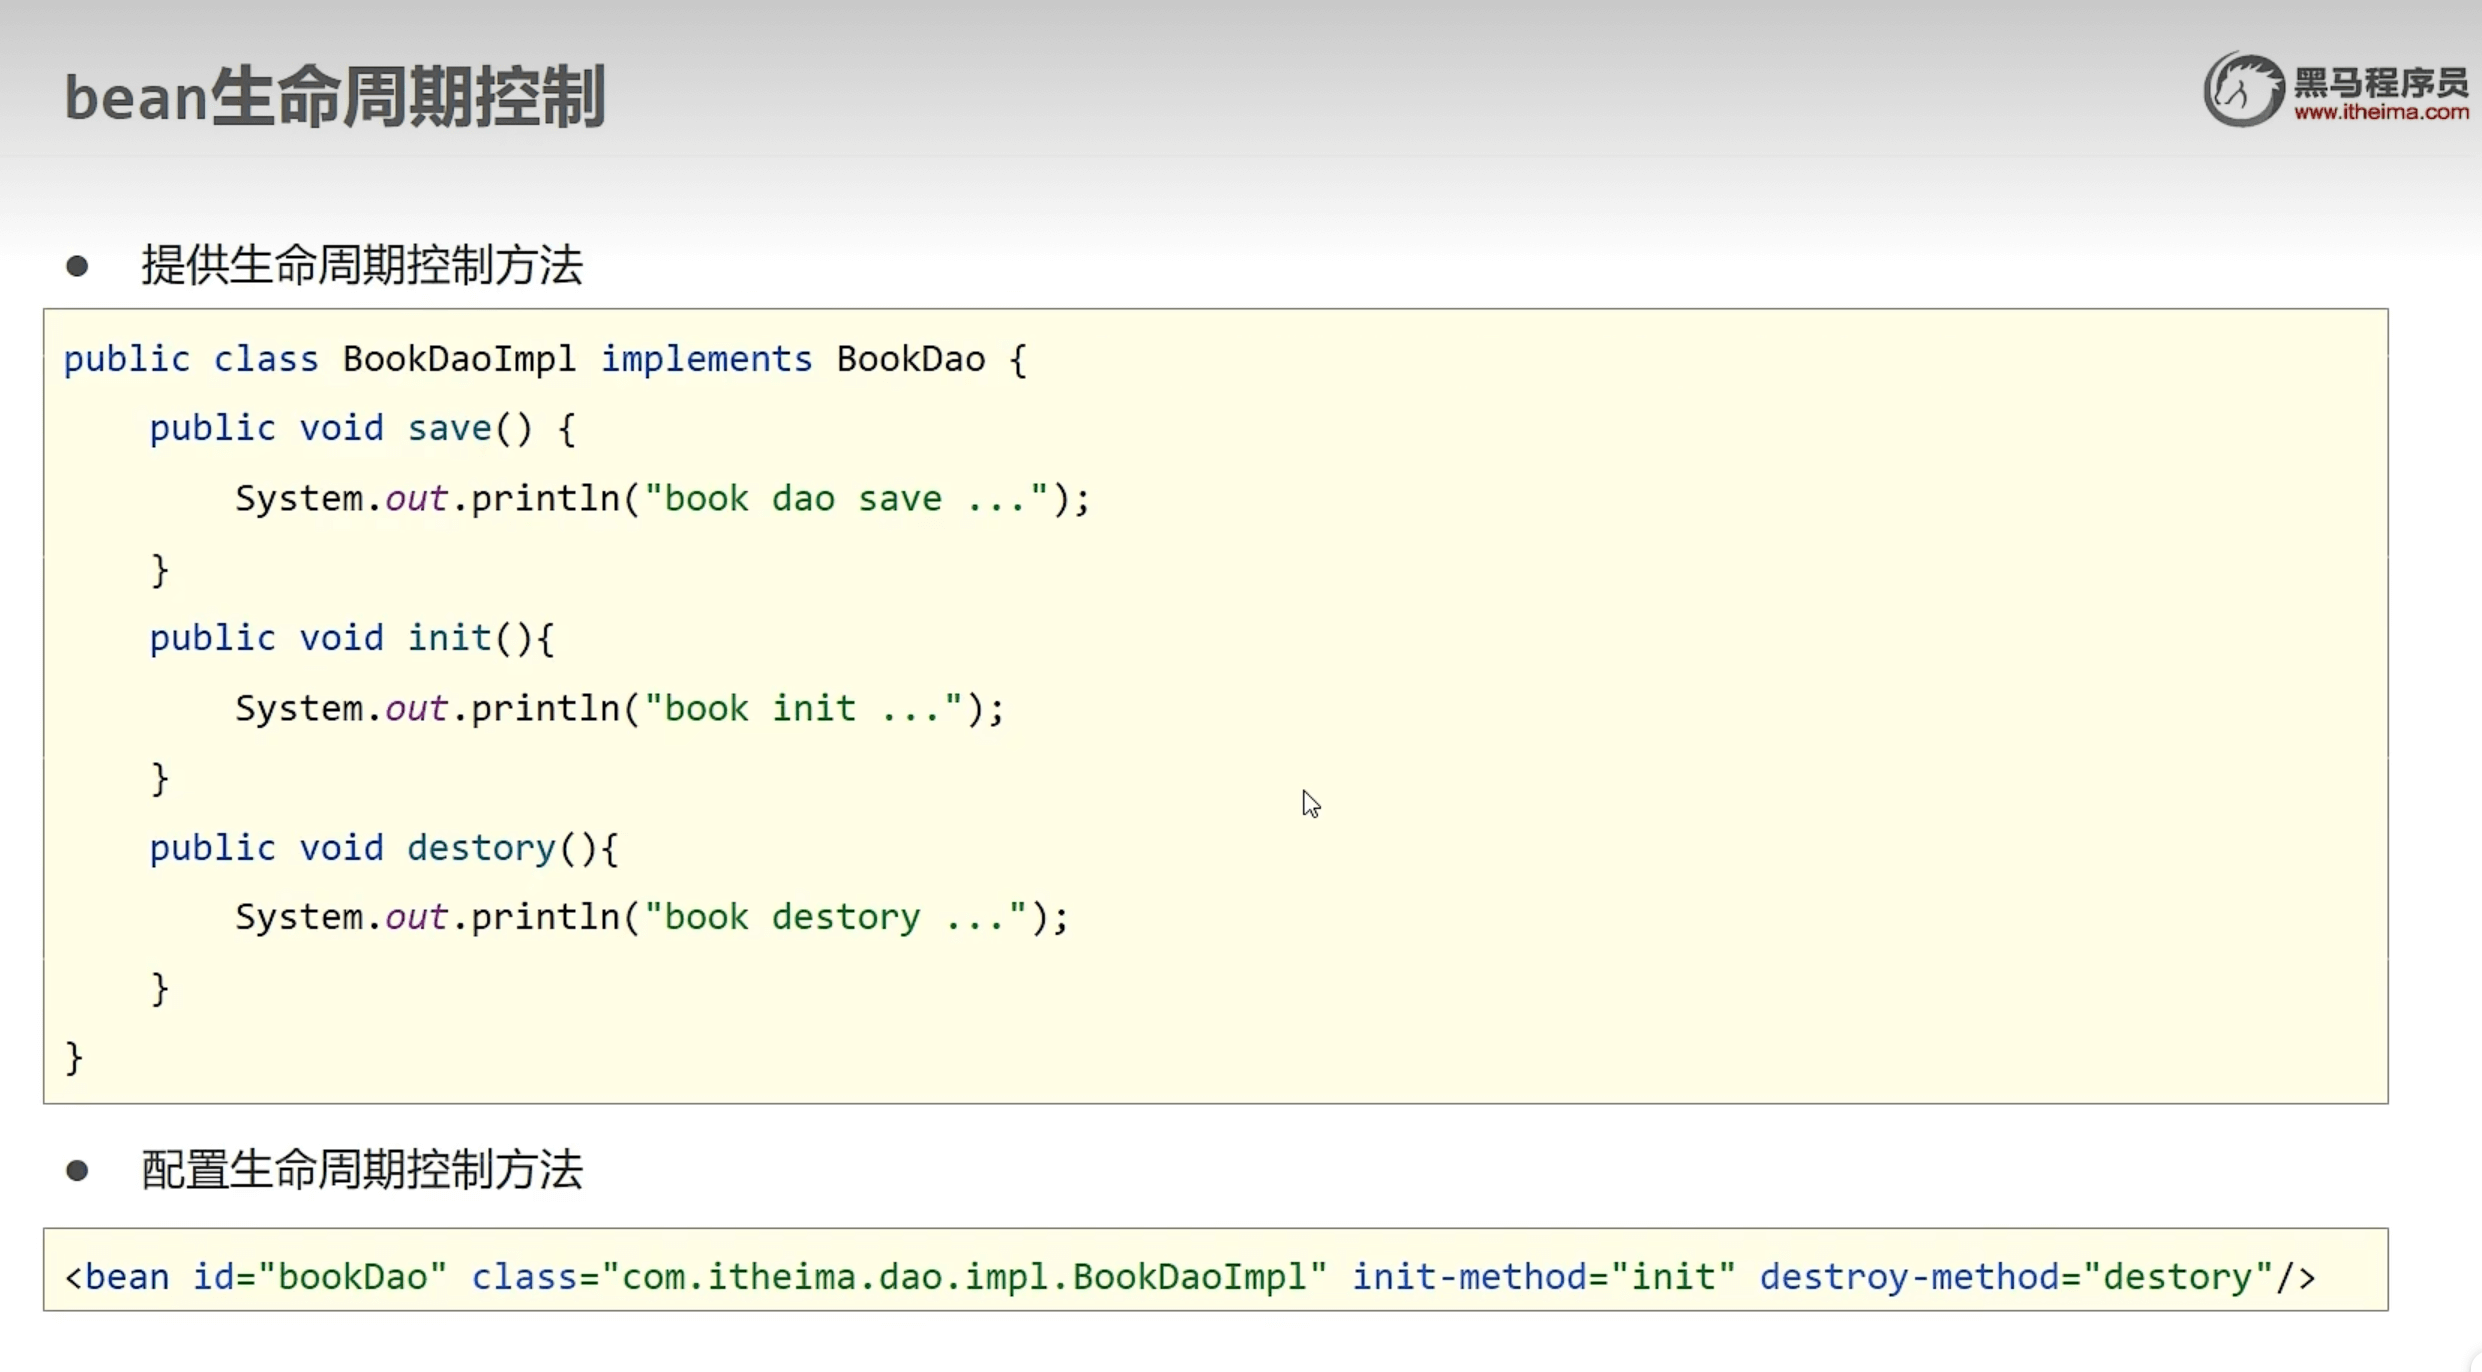 bean生命周期控制
黑马程序员
www.itheima.com
● 提供生命周期控制方法
public class BookDaoImpl implements BookDao {
    public void save() {
        System.out.println("book dao save ...");
    }
    public void init(){
        System.out.println("book init ...");
    }
    public void destory(){
        System.out.println("book destory ...");
    }
}
● 配置生命周期控制方法
<bean id="bookDao" class="com.itheima.dao.impl.BookDaoImpl" init-method="init" destroy-method="destory"/>